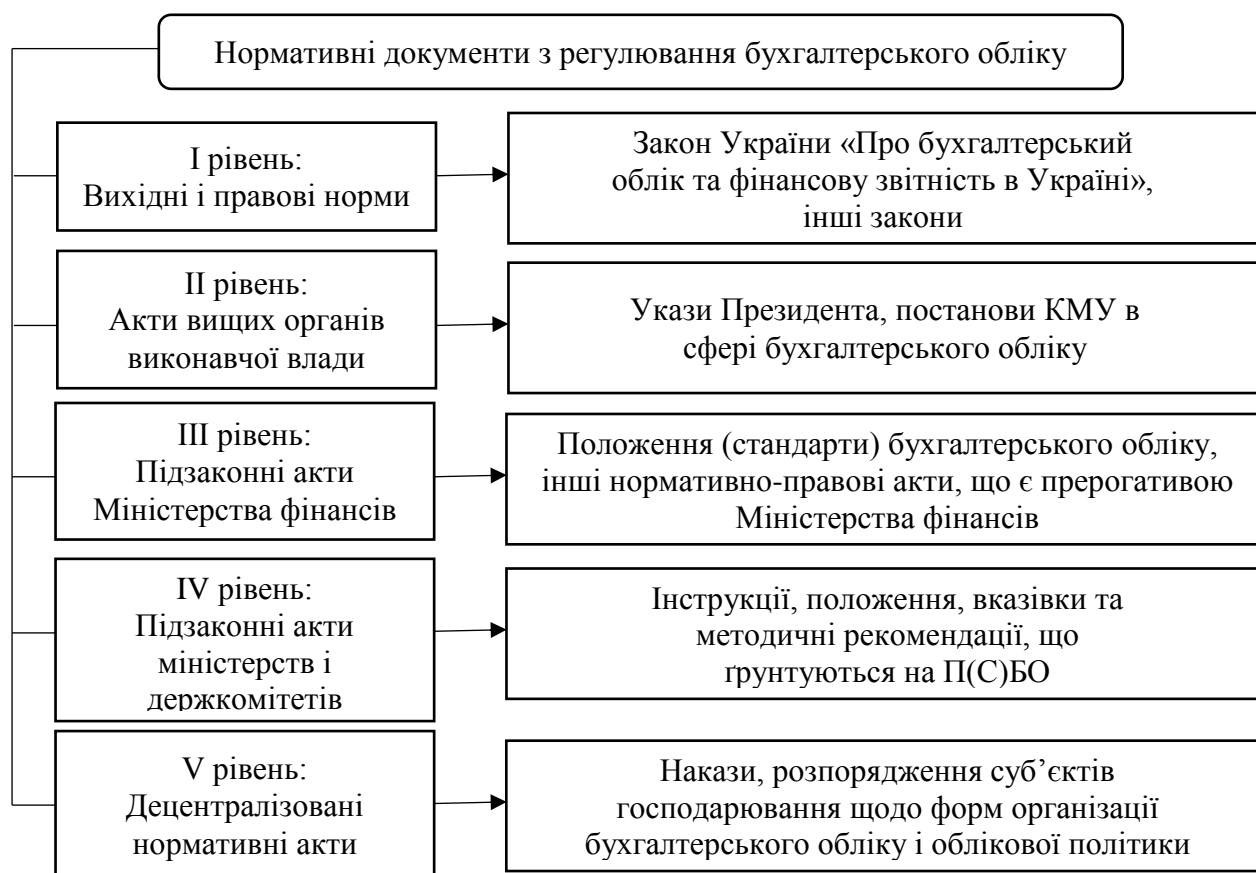 Нормативні документи з регулювання бухгалтерського обліку
І рівень:
Вихідні і правові норми
Закон України «Про бухгалтерський
облік та фінансову звітність в Україні»,
інші закони
ІІ рівень:
Акти вищих органів
виконавчої влади
Укази Президента, постанови КМУ в
сфері бухгалтерського обліку
ІІІ рівень:
Підзаконні акти
Міністерства фінансів
Положення (стандарти) бухгалтерського обліку,
інші нормативно-правові акти, що є прерогативою
Міністерства фінансів
IV рівень:
Підзаконні акти
міністерств і
держкомітетів
Інструкції, положення, вказівки та
методичні рекомендації, що
ґрунтуються на П(С)БО
V рівень:
Децентралізовані
нормативні акти
Накази, розпорядження суб’єктів
господарювання щодо форм організації
бухгалтерського обліку і облікової політики